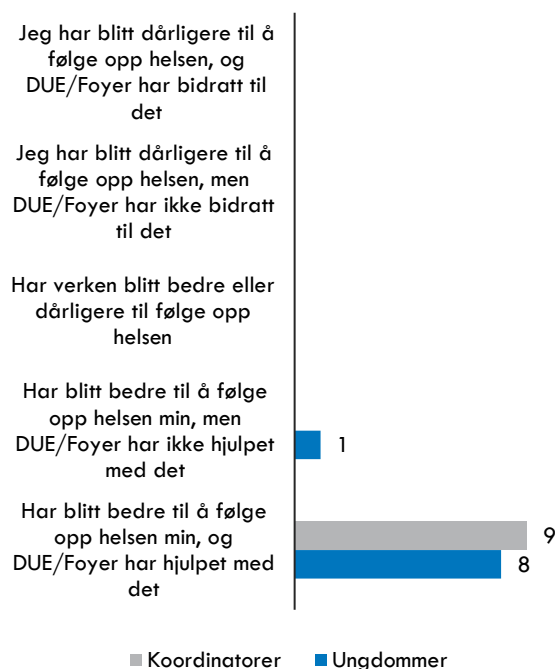 Jeg har blitt dårligere til å
følge opp helsen, og
DUE/Foyer har bidratt til
det
Jeg har blitt dårligere til å
følge opp helsen, men
DUE/Foyer har ikke bidratt
til det
Har verken blitt bedre eller
dårligere til følge opp
helsen
Har blitt bedre til å følge
opp helsen min, men
DUE/Foyer har ikke hjulpet
med det
1
Har blitt bedre til å følge
opp helsen min, og
DUE/Foyer har hjulpet med
det
9
8
Koordinatorer Ungdommer